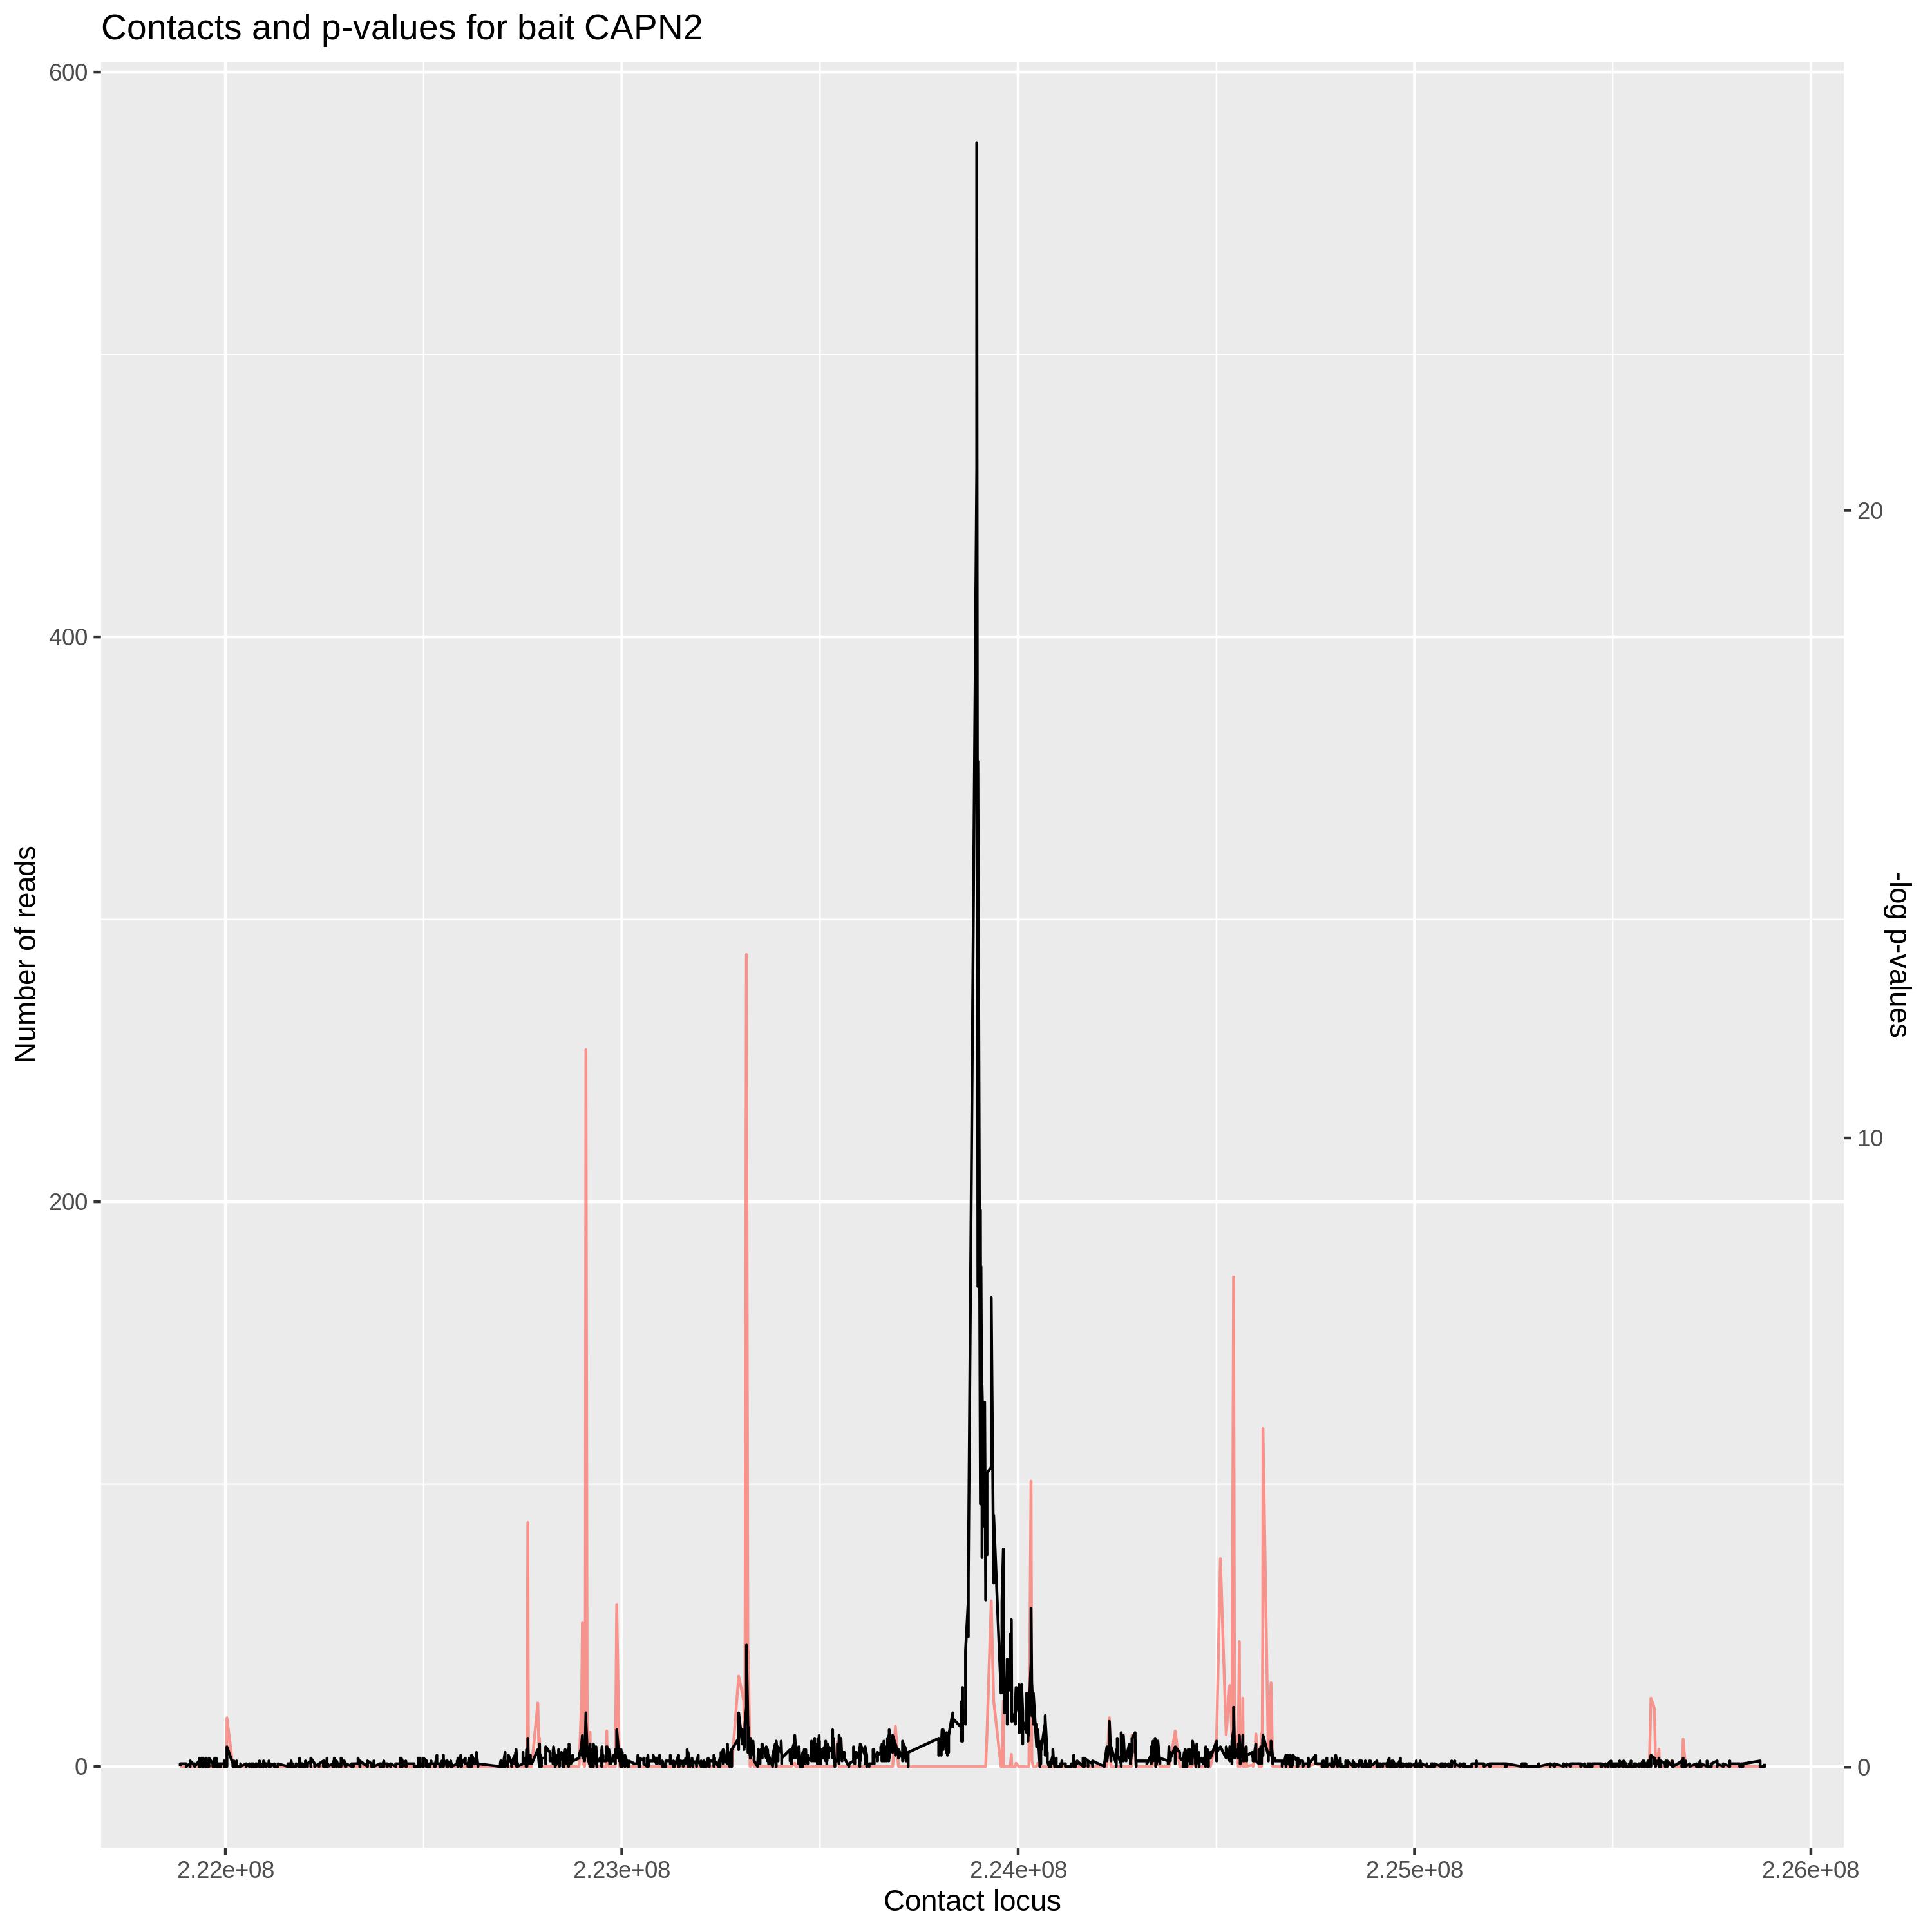 Contacts and p-values for bait CAPN2
600
400
200
0
Number of reads
20
10
0
-log p-values
2.22e+08
2.23e+08
2.24e+08
2.25e+08
2.26e+08
Contact locus